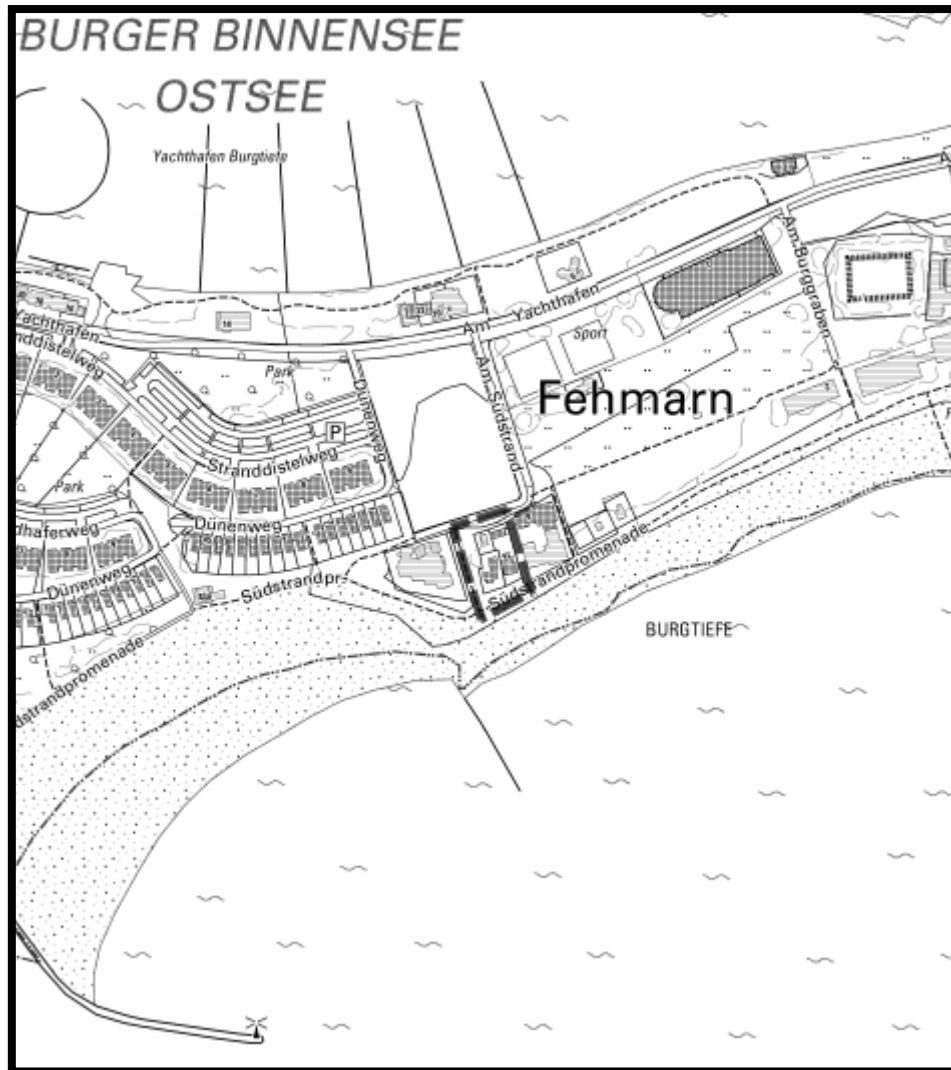 BURGER BINNENSEE
OSTSEE
Yachthafen Burgtiefe
Am Burggraben
Am Yachthafen
Yachthafen
Sport
Park
Am Südstrand
Dünenweg
Fehmarn
P
Stranddistelweg
Park
Dünenweg
Dünenweg
Südstrandpr.
Südstrandpromenade
BURGTIEFE